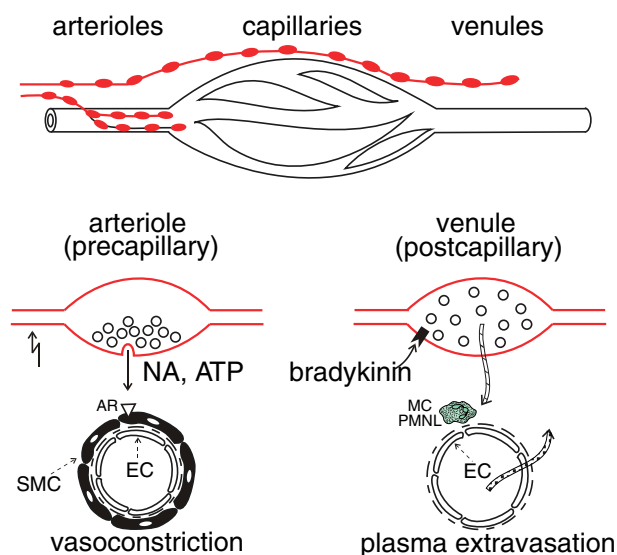 arterioles capillaries venules
arteriole
(precapillary)
venule
(postcapillary)
NA, ATP
bradykinin
AR
MC
PMNL
SMC
EC
EC
vasoconstriction
plasma extravasation